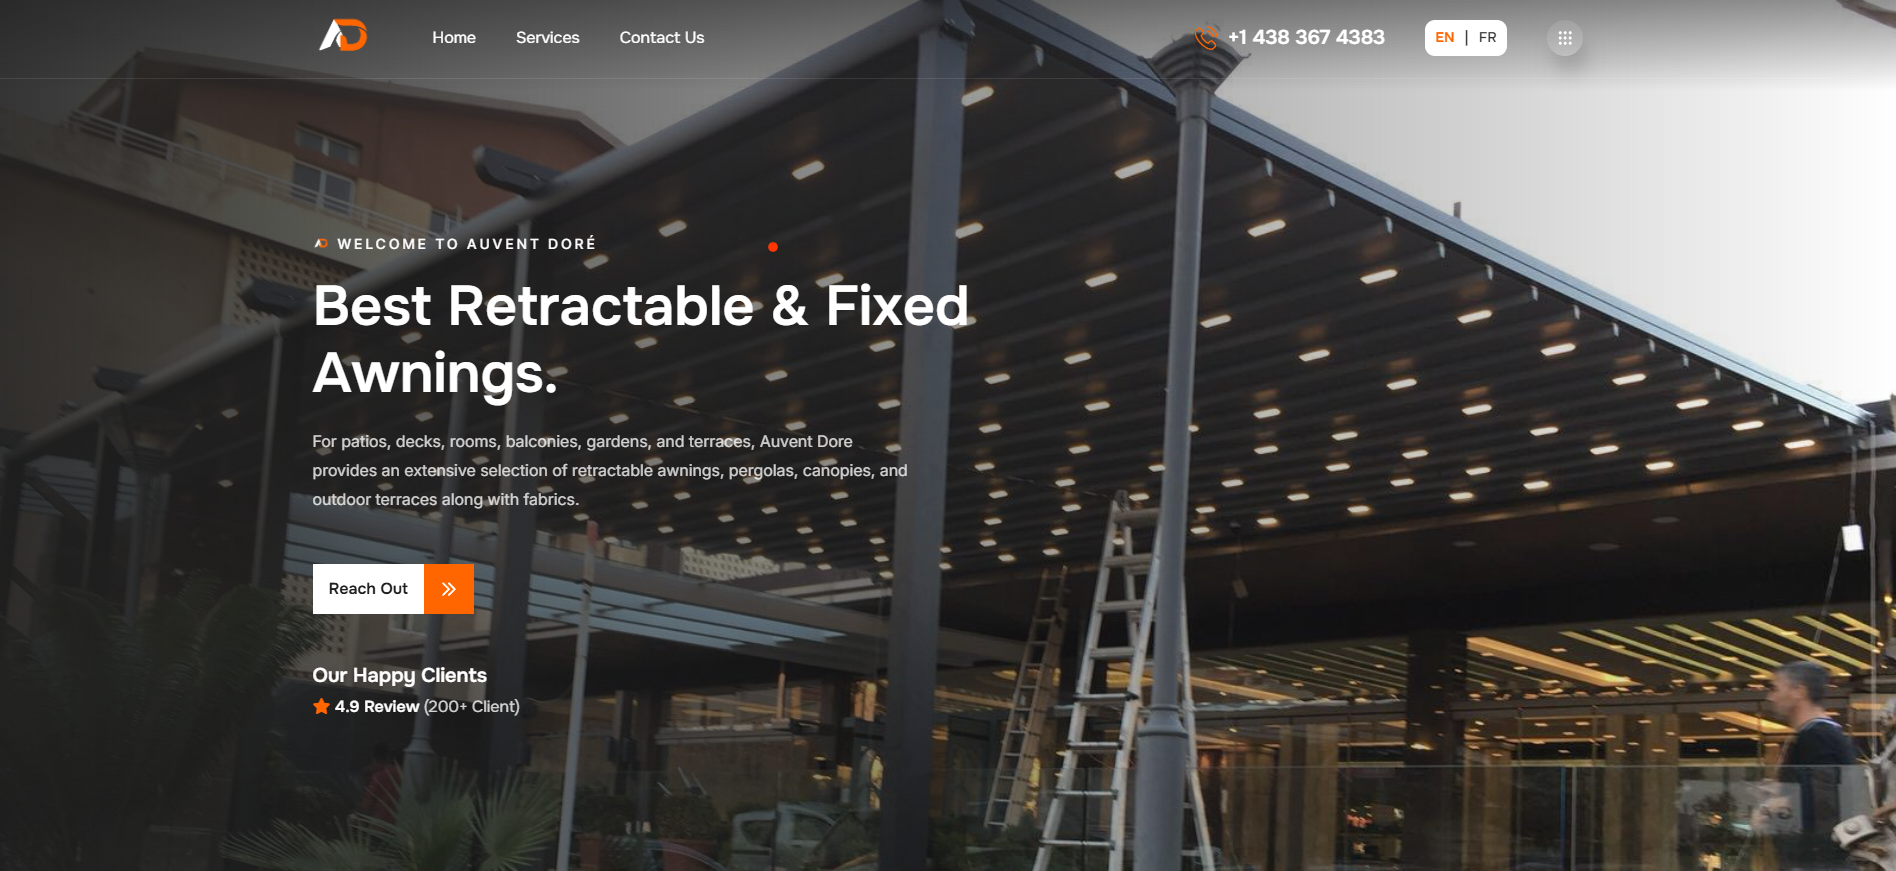 AD
Home
Services
Contact Us
+1 438 367 4383
EN | FR
AD WELCOME TO AUVENT DORÉ
Best Retractable & Fixed
Awnings.
For patios, decks, rooms, balconies, gardens, and terraces, Auvent Dore
provides an extensive selection of retractable awnings, pergolas, canopies, and
outdoor terraces along with fabrics.
Reach Out
Our Happy Clients
4.9 Review (200+ Client)